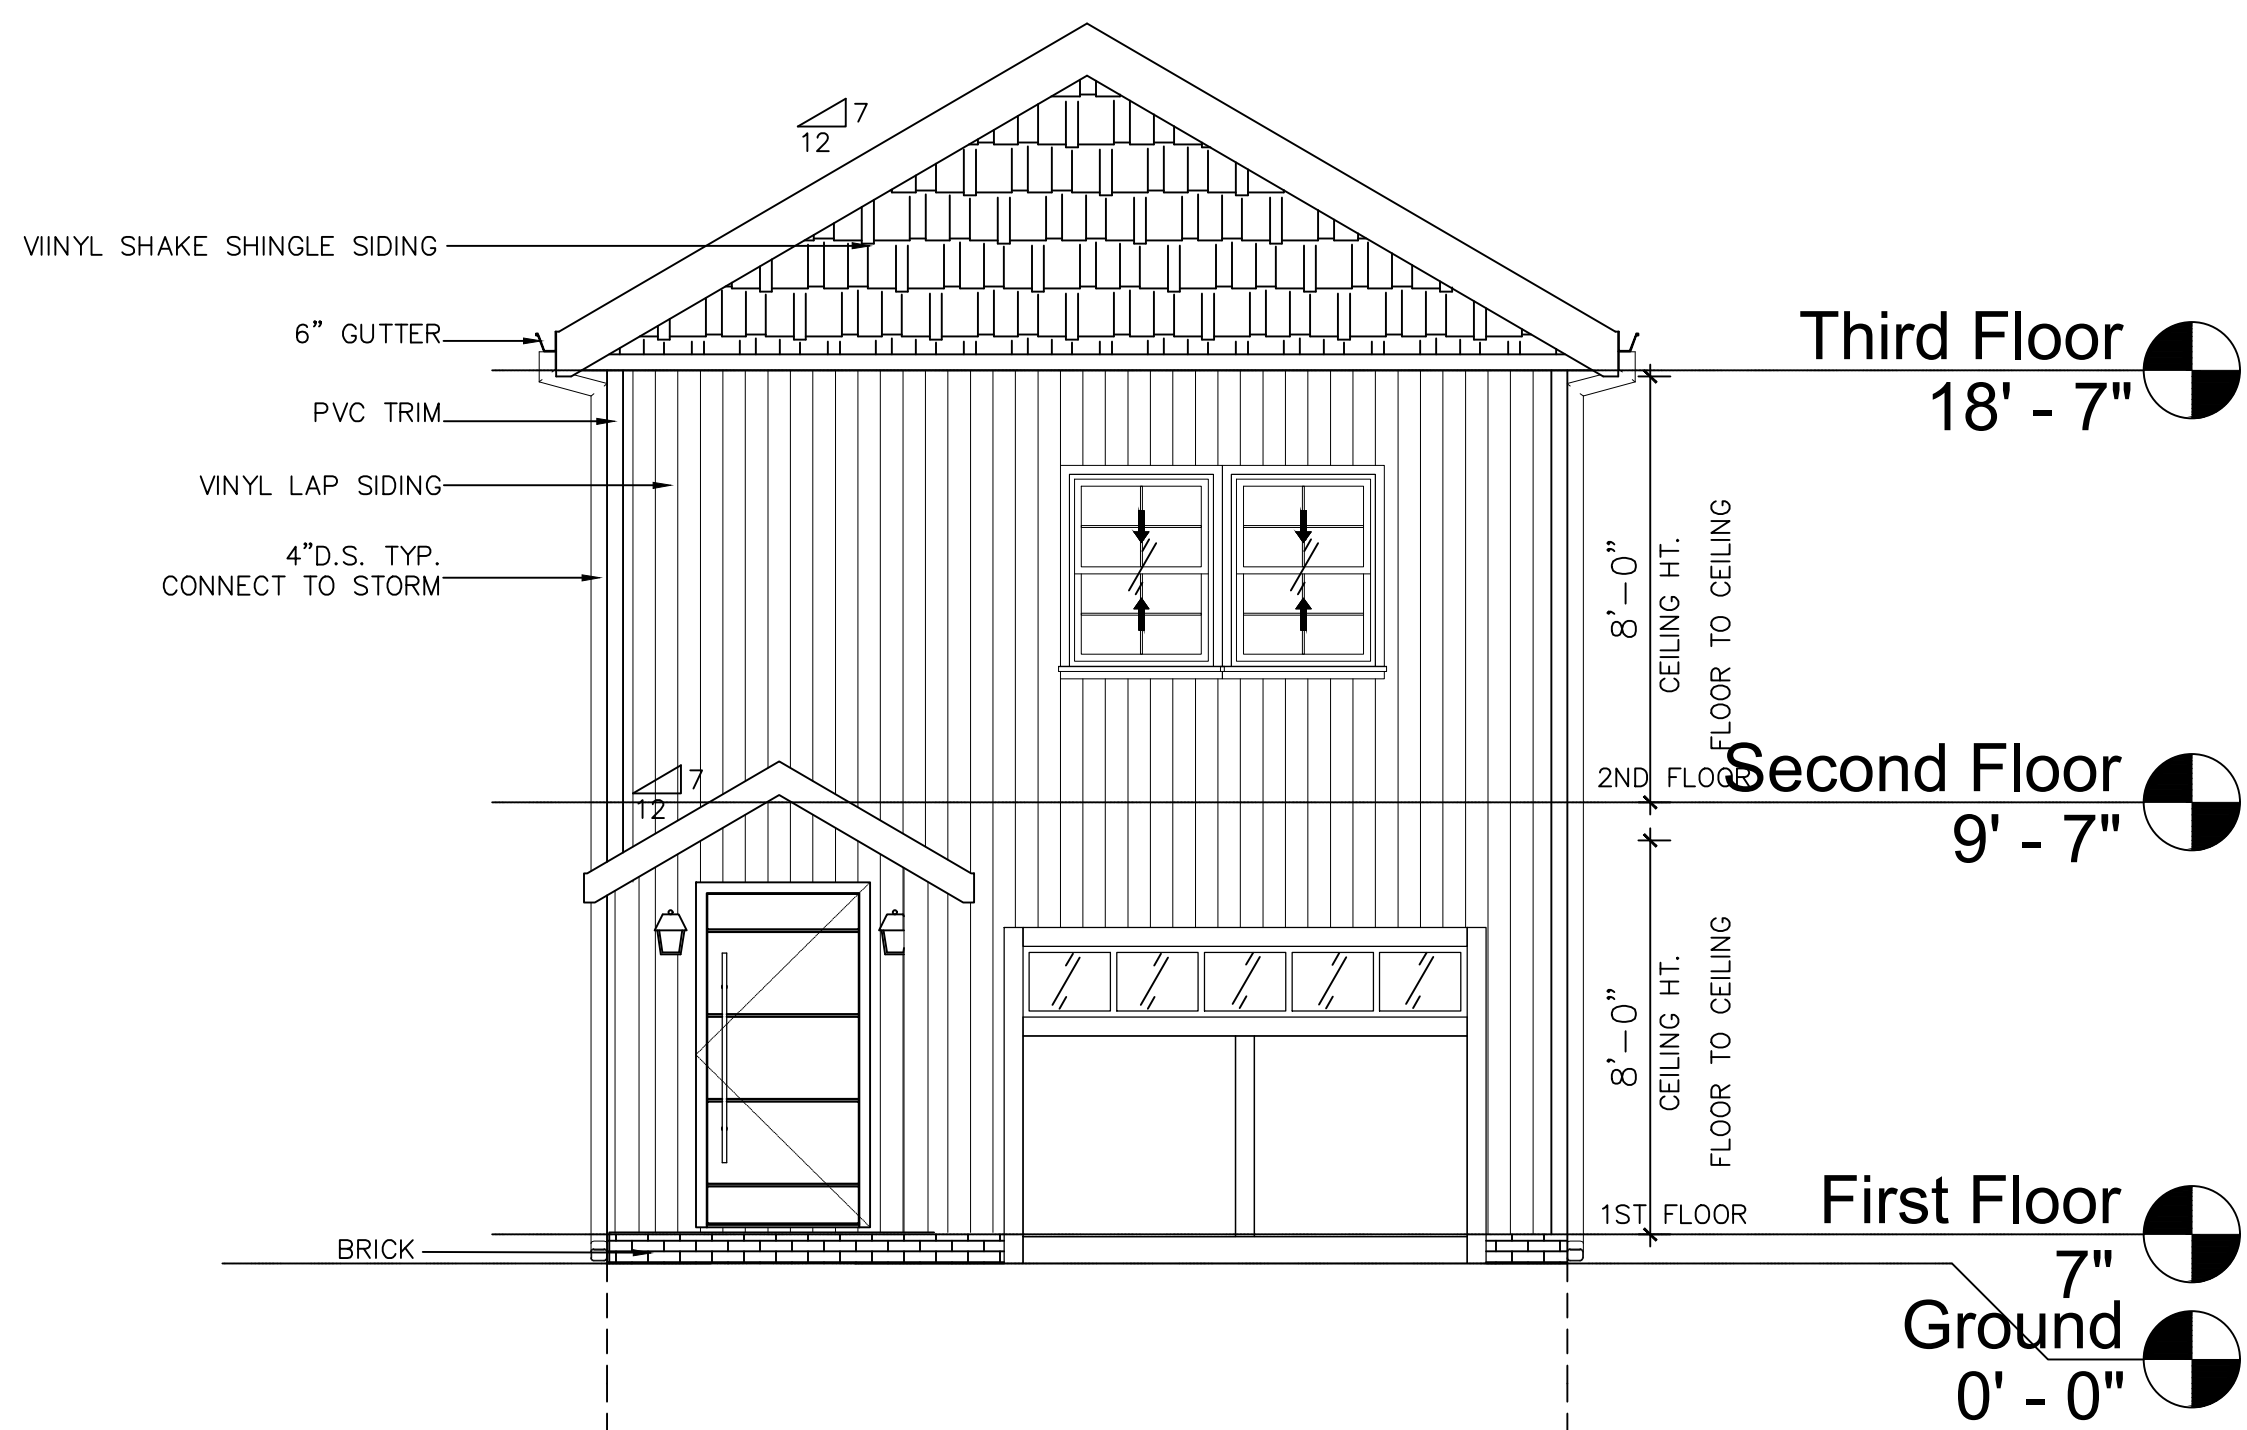 7
12
VIINYL SHAKE SHINGLE SIDING
6” GUTTER
PVC TRIM
VINYL LAP SIDING
4”D.S. TYP.
CONNECT TO STORM
7
12
BRICK
Third Floor
18' - 7"
8’–0”
CEILING HT.
FLOOR TO CEILING
2ND FLOOR
Second Floor
9' - 7"
8’–0”
CEILING HT.
FLOOR TO CEILING
1ST FLOOR
First Floor
7"
Ground
0' - 0"